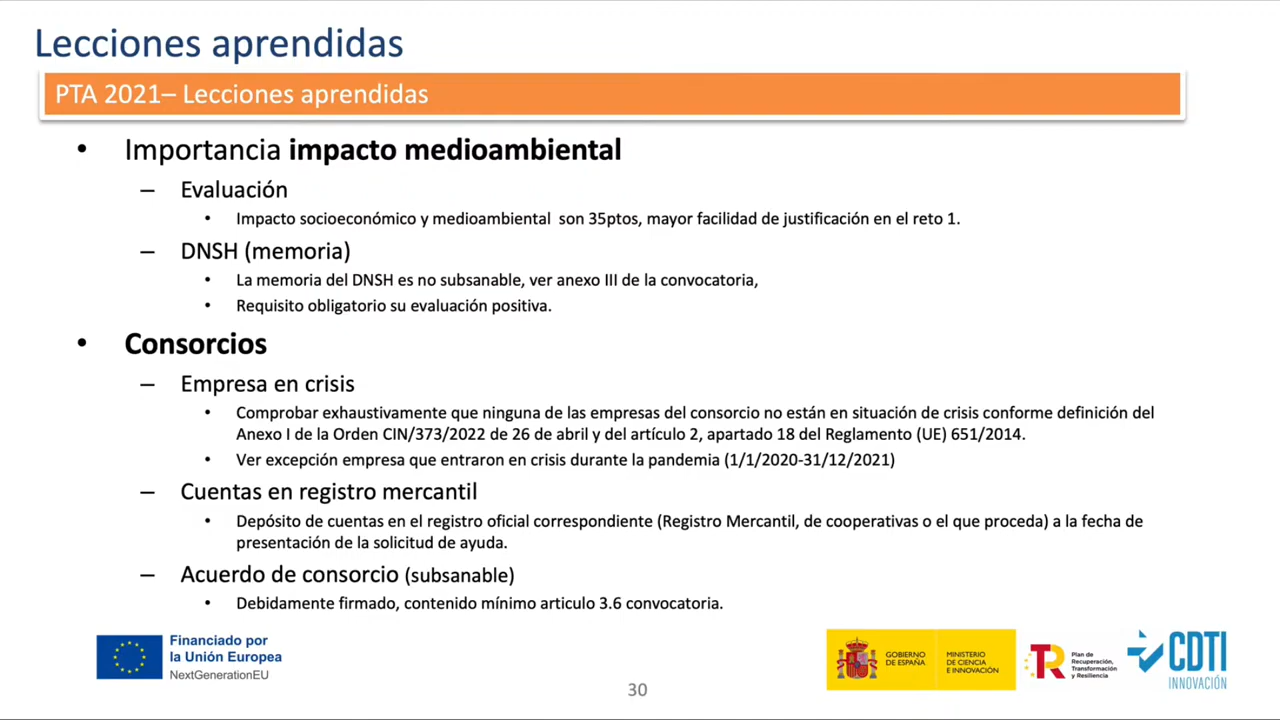 Lecciones aprendidas
PTA 2021– Lecciones aprendidas
• Importancia impacto medioambiental
– Evaluación
• Impacto socioeconómico y medioambiental son 35ptos, mayor facilidad de justificación en el reto 1.
– DNSH (memoria)
• La memoria del DNSH es no subsanable, ver anexo III de la convocatoria,
• Requisito obligatorio su evaluación positiva.
• Consorcios
– Empresa en crisis
• Comprobar exhaustivamente que ninguna de las empresas del consorcio no están en situación de crisis conforme definición del
Anexo I de la Orden CIN/373/2022 de 26 de abril y del artículo 2, apartado 18 del Reglamento (UE) 651/2014.
• Ver excepción empresa que entraron en crisis durante la pandemia (1/1/2020-31/12/2021)
– Cuentas en registro mercantil
• Depósito de cuentas en el registro oficial correspondiente (Registro Mercantil, de cooperativas o el que proceda) a la fecha de
presentación de la solicitud de ayuda.
– Acuerdo de consorcio (subsanable)
• Debidamente firmado, contenido mínimo articulo 3.6 convocatoria.
Financiado por
la Unión Europea
NextGenerationEU
GOBIERNO
DE ESPAÑA
MINISTERIO
DE CIENCIA
E INNOVACIÓN
TR
Plan de
Recuperación,
Transformación
y Resiliencia
CDTI
INNOVACIÓN
30